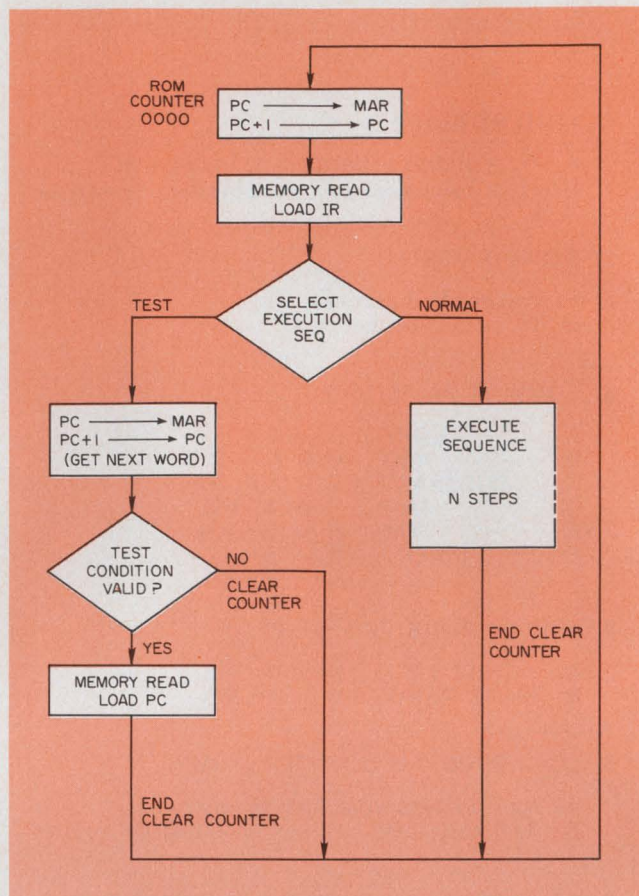 ROM
COUNTER
0000
PC ⟶ MAR
PC+1 ⟶ PC
MEMORY READ
LOAD IR
SELECT
EXECUTION
SEQ
TEST
NORMAL
PC ⟶ MAR
PC+1 ⟶ PC
(GET NEXT WORD)
EXECUTE
SEQUENCE
N STEPS
TEST
CONDITION
VALID?
NO
CLEAR
COUNTER
YES
MEMORY READ
LOAD PC
END CLEAR
COUNTER
END
CLEAR COUNTER